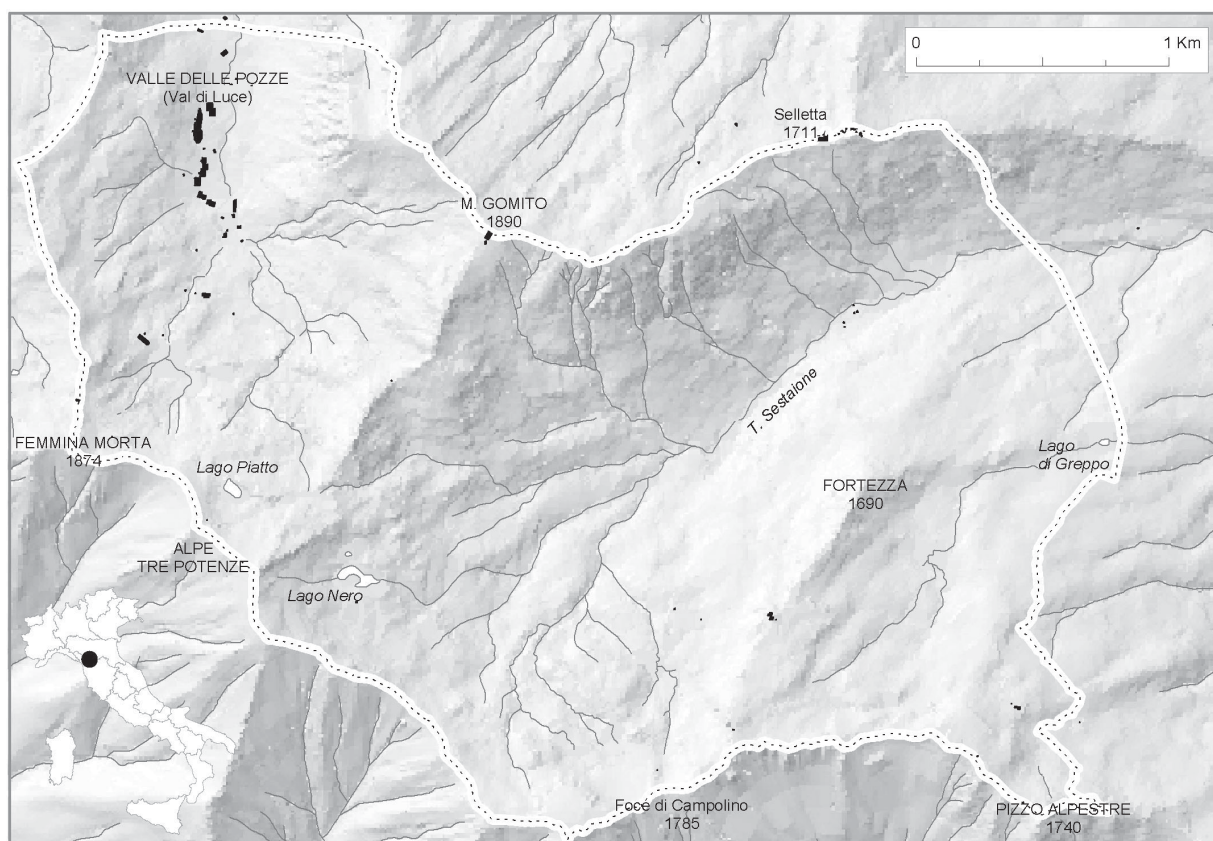 0 1 Km
VALLE DELLE POZZE
(Val di Luce)
Selletta
1711
M. GOMITO
1890
T. Sestaione
FEMMINA MORTA
1874
Lago Piatto
Lago
di Greppo
FORTEZZA
1690
ALPE
TRE POTENZE
Lago Nero
Foce di Campolino
1785
PIZZO ALPESTRE
1740